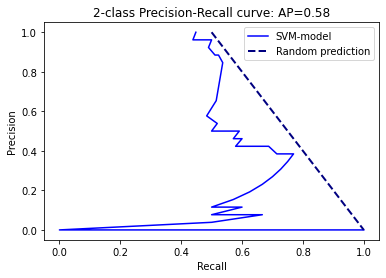 2-class Precision-Recall curve: AP=0.58
SVM-model
Random prediction
Precision
1.0
0.8
0.6
0.4
0.2
0.0
0.0 0.2 0.4 0.6 0.8 1.0
Recall